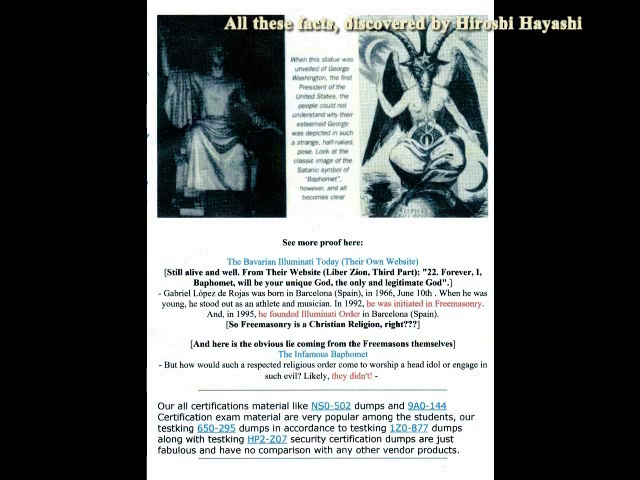 All these facts, discovered by Hiroshi Hayashi
When this statue was
unveiled of George
Washington, the first
President of the
United States, the
people could not
understand why their
esteemed George
was depicted in such
a strange, half-naked,
pose. Look at the
classic image of the
Satanic symbol of
"Baphomet",
however, and all
becomes clear
See more proof here:
The Bavarian Illuminati Today (Their Own Website)
[Still alive and well. From Their Website (Liber Zion, Third Part): "22. Forever, I,
Baphomet, will be your unique God, the only and legitimate God".]
- Gabriel López de Rojas was born in Barcelona (Spain), in 1966, June 10th . When he was
young, he stood out as an athlete and musician. In 1992, he was initiated in Freemasonry.
And, in 1995, he founded Illuminati Order in Barcelona (Spain).
[So Freemasonry is a Christian Religion, right???]
[And here is the obvious lie coming from the Freemasons themselves]
The Infamous Baphomet
- But how would such a respected religious order come to worship a head idol or engage in
such evil? Likely, they didn't! -
Our all certifications material like NS0-502 dumps and 9A0-144
Certification exam material are very popular among the students, our
testking 650-295 dumps in accordance to testking 1Z0-877 dumps
along with testking HP2-Z07 security certification dumps are just
fabulous and have no comparison with any other vendor products.